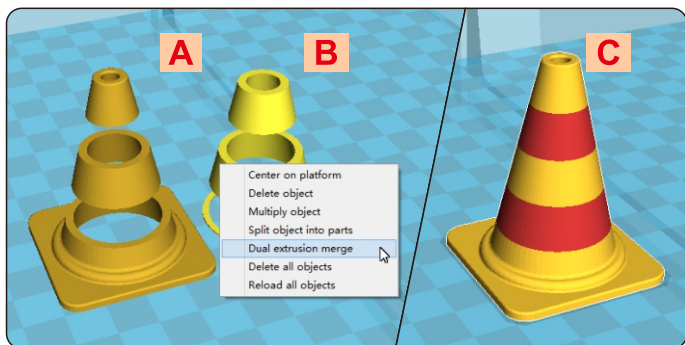 A
B
C
Center on platform
Delete object
Multiply object
Split object into parts
Dual extrusion merge
Delete all objects
Reload all objects